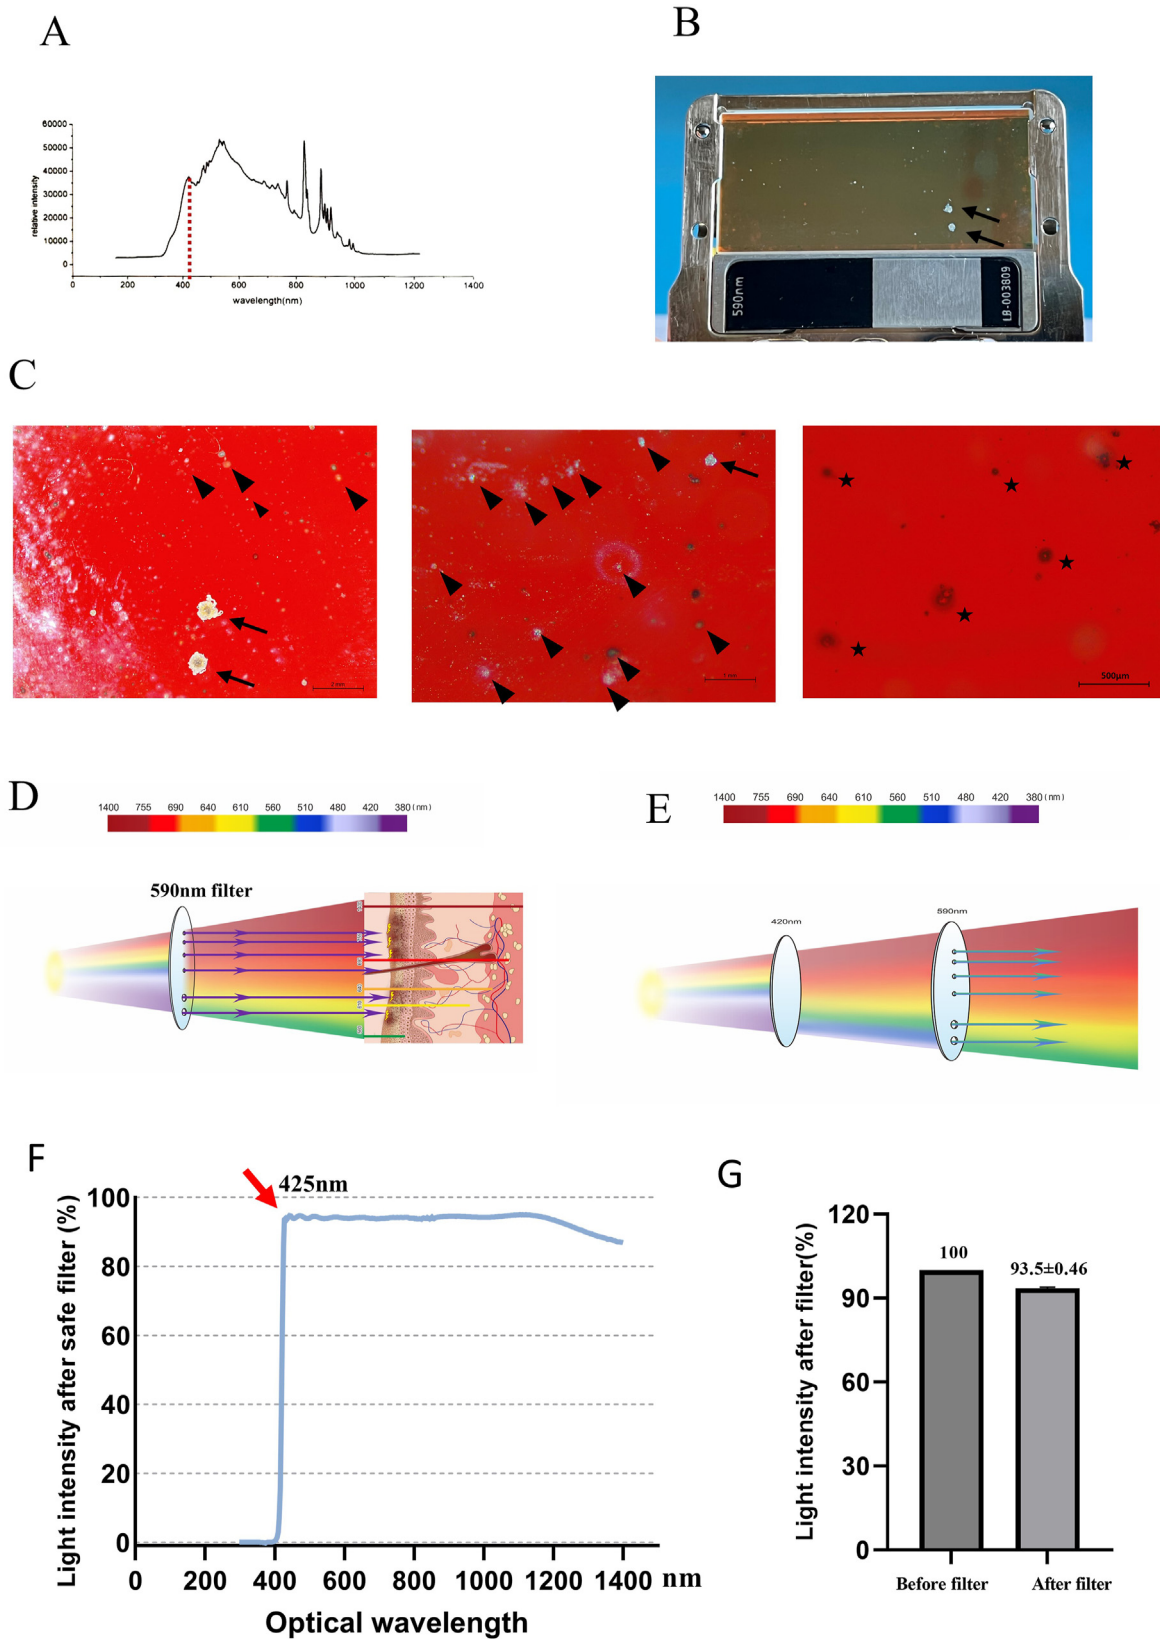 A
60000
50000
40000
30000
20000
10000
0
relative intensity
0 200 400 600 800 1000 1200 1400
wavelength(nm)
B
590nm
LB-003809
C
2 mm
500μm
D
1400 755 690 640 610 560 510 480 420 380(nm)
590nm filter
E
1400 755 690 640 610 560 510 480 420 380(nm)
420nm
590nm
F
425nm
100
80
60
40
20
0
Light intensity after safe filter (%)
0 200 400 600 800 1000 1200 1400 nm
Optical wavelength
G
120
90
60
30
0
Light intensity after filter(%)
100
93.5±0.46
Before filter After filter